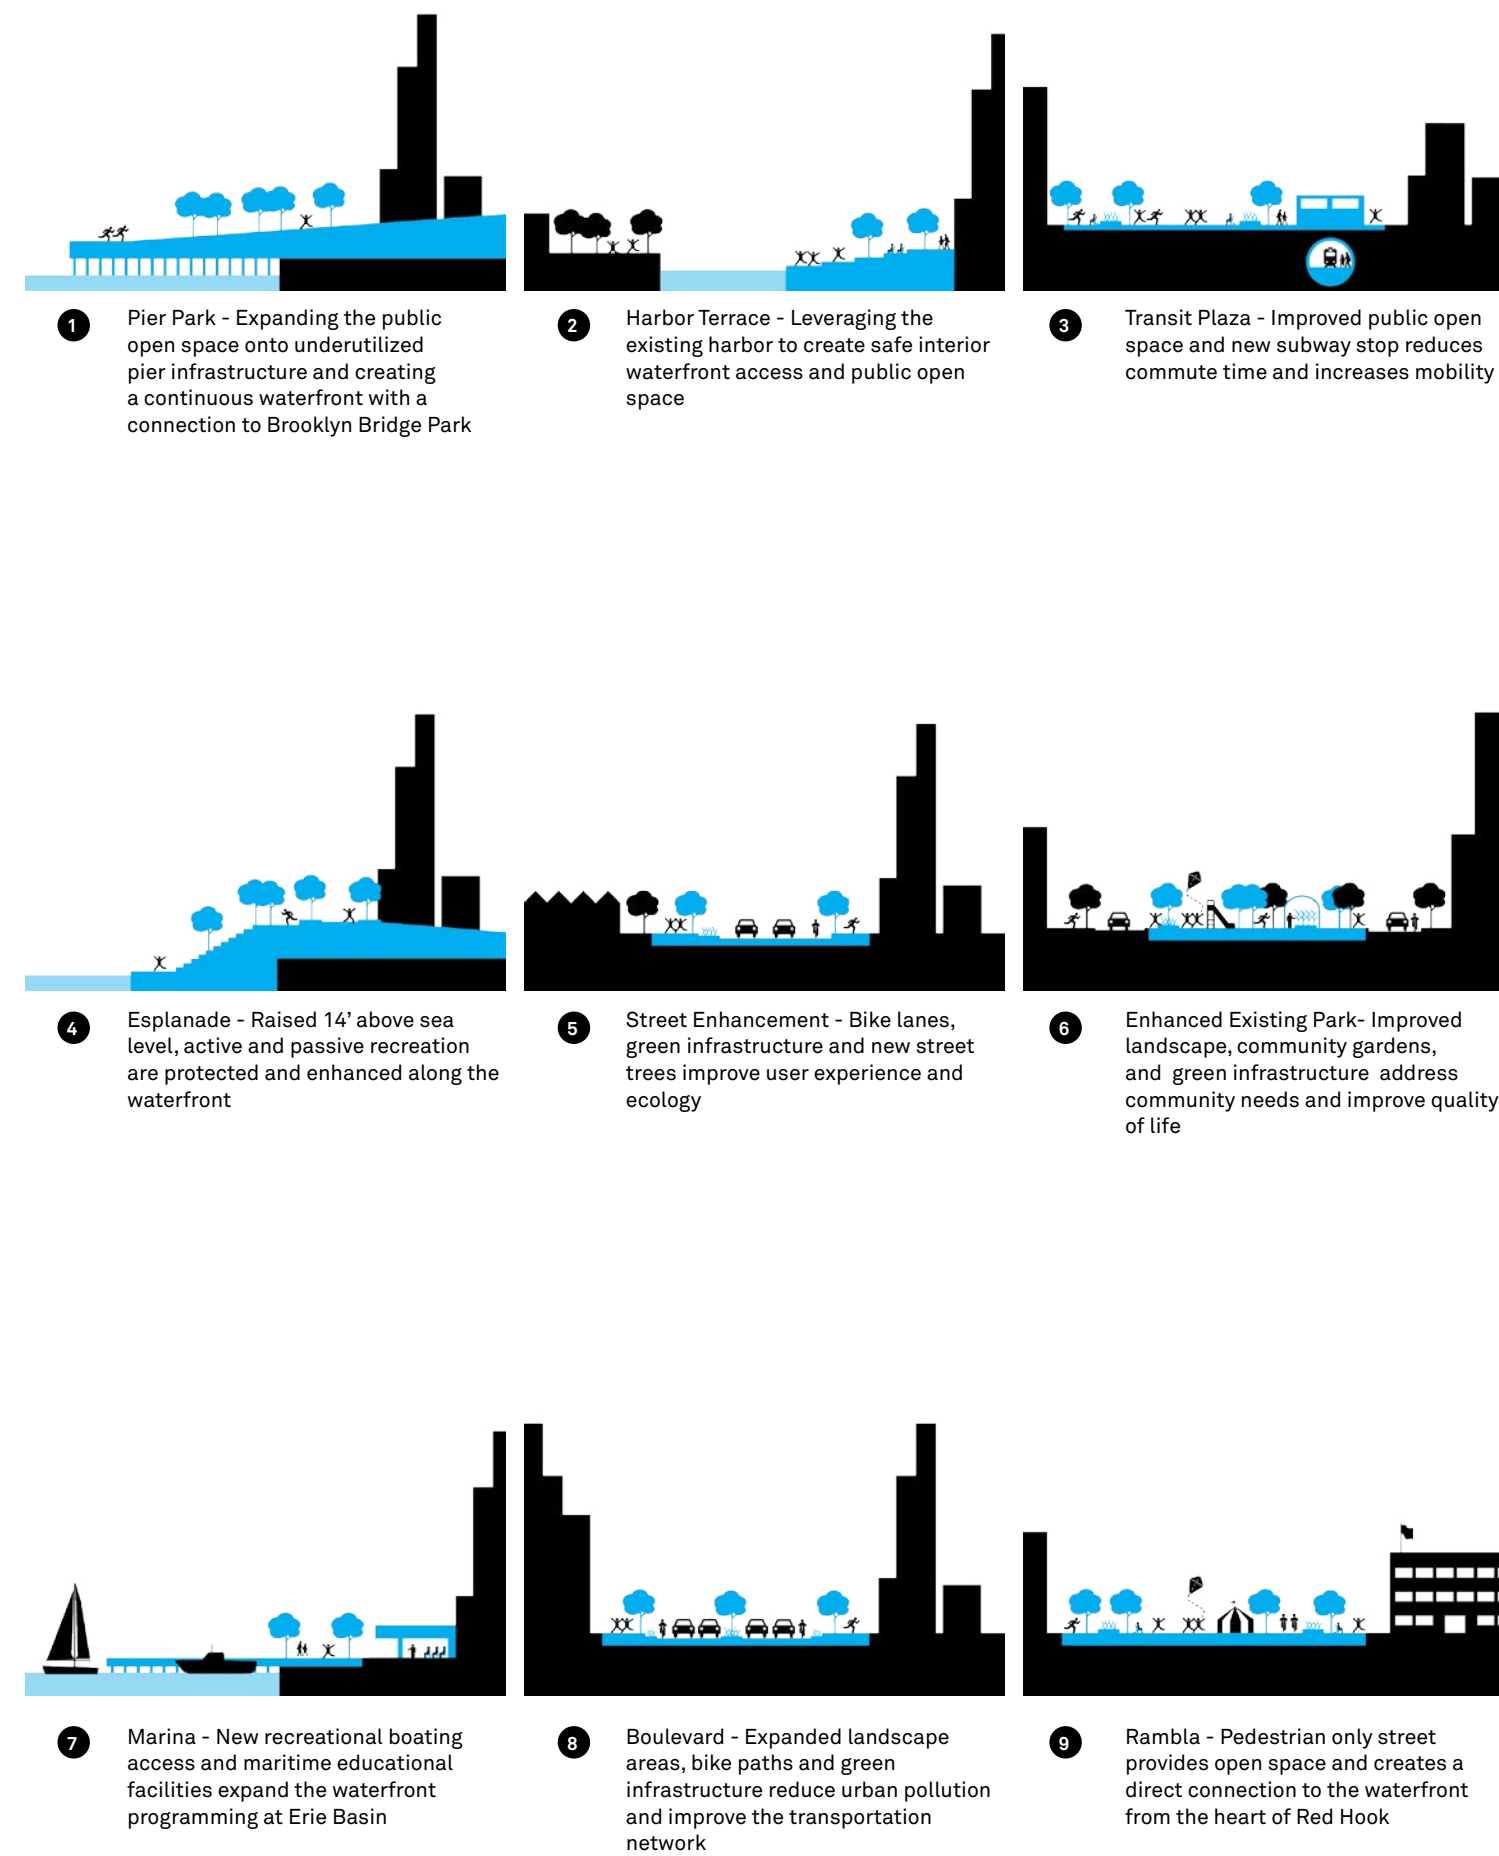 1
Pier Park - Expanding the public
open space onto underutilized
pier infrastructure and creating
a continuous waterfront with a
connection to Brooklyn Bridge Park
2
Harbor Terrace - Leveraging the
existing harbor to create safe interior
waterfront access and public open
space
3
Transit Plaza - Improved public open
space and new subway stop reduces
commute time and increases mobility
4
Esplanade - Raised 14’ above sea
level, active and passive recreation
are protected and enhanced along the
waterfront
5
Street Enhancement - Bike lanes,
green infrastructure and new street
trees improve user experience and
ecology
6
Enhanced Existing Park- Improved
landscape, community gardens,
and green infrastructure address
community needs and improve quality
of life
7
Marina - New recreational boating
access and maritime educational
facilities expand the waterfront
programming at Erie Basin
8
Boulevard - Expanded landscape
areas, bike paths and green
infrastructure reduce urban pollution
and improve the transportation
network
9
Rambla - Pedestrian only street
provides open space and creates a
direct connection to the waterfront
from the heart of Red Hook